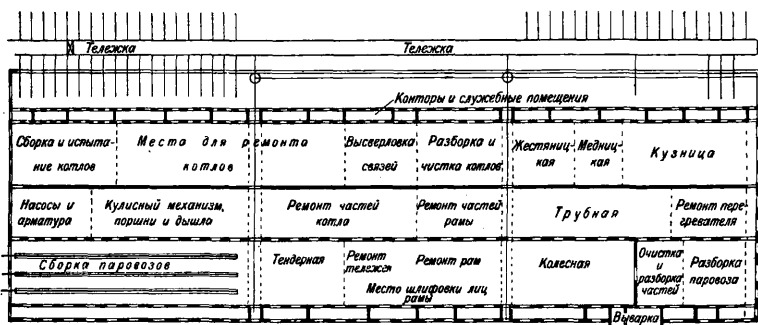 Тележка Тележка
Конторы и служебные помещения
Сборка и испыта-
ние котлов
Место для ремонта
котлов
Высверловка
связей
Разборка и
чистка котлов
Жестяниц-
кая
Медниц-
кая
Кузница
Насосы и
арматура
Кулисный механизм,
поршни и дышла
Ремонт частей
котла
Ремонт частей
рамы
Трубная
Ремонт пере-
гревателя
Сборка паровозов
Тендерная
Ремонт
тележек
Ремонт рам
Место шлифовки лиц
рамы
Колесная
Очистка
и
разборка
частей
Разборка
паровоза
Выварка